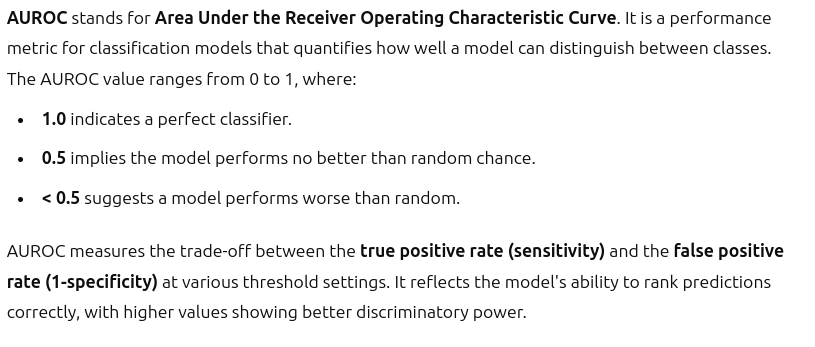 AUROC stands for Area Under the Receiver Operating Characteristic Curve. It is a performance
metric for classification models that quantifies how well a model can distinguish between classes.
The AUROC value ranges from 0 to 1, where:
• 1.0 indicates a perfect classifier.
• 0.5 implies the model performs no better than random chance.
• < 0.5 suggests a model performs worse than random.
AUROC measures the trade-off between the true positive rate (sensitivity) and the false positive
rate (1-specificity) at various threshold settings. It reflects the model's ability to rank predictions
correctly, with higher values showing better discriminatory power.